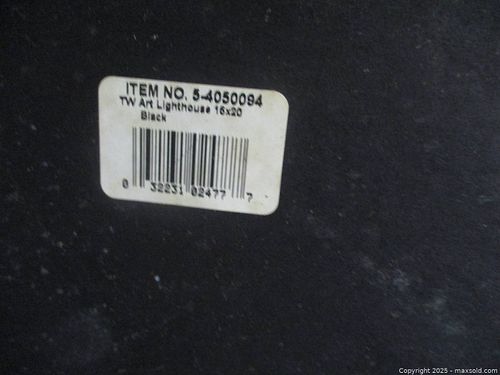 ITEM NO. 5-4050094
TW Art Lighthouse 16x20
Black
0 32231 02477 7
Copyright 2025 - maxsold.com